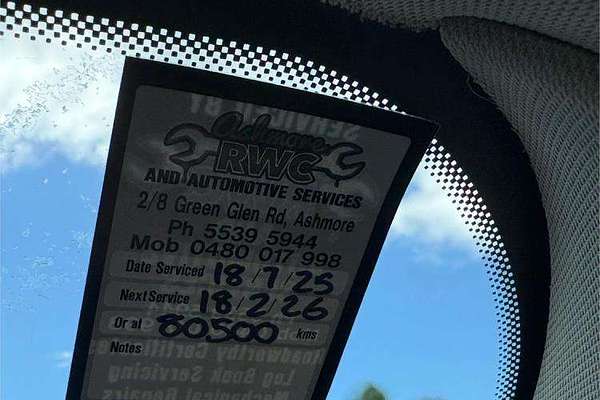 Ashmore
RWC
AND AUTOMOTIVE SERVICES
2/8 Green Glen Rd, Ashmore
Ph 5539 5944
Mob 0480 017 998
Date Serviced 18/7/25
Next Service 18/2/26
Or at 80500 kms
Notes